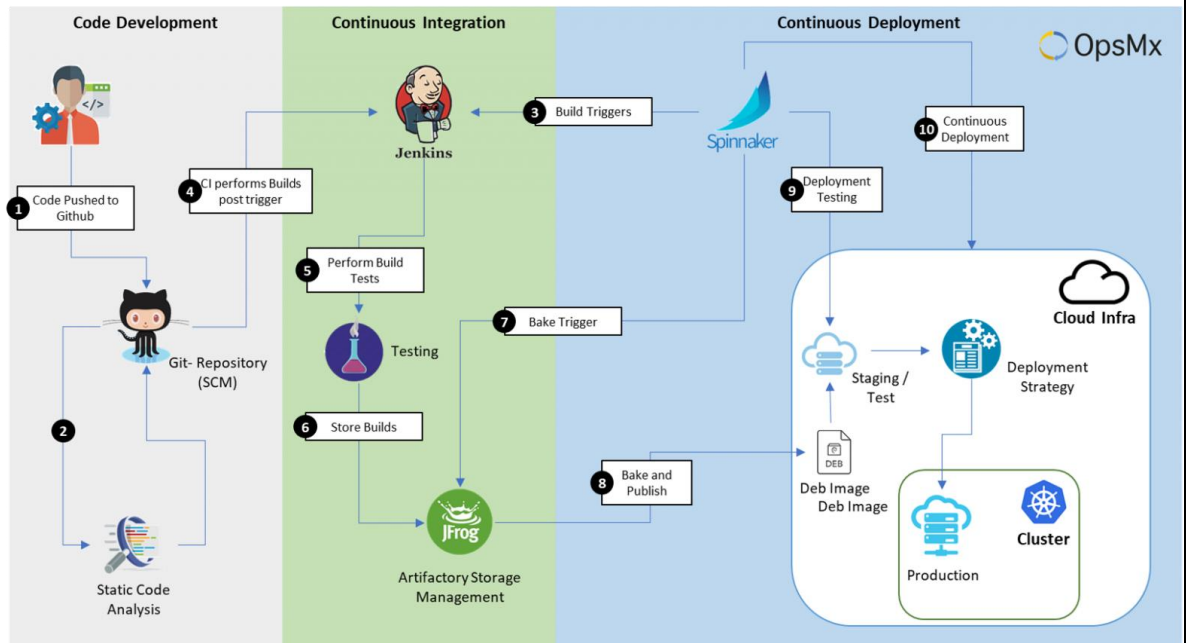 Code Development
Continuous Integration
Continuous Deployment
OpsMx
</>
Jenkins
3
Build Triggers
Spinnaker
10
Continuous
Deployment
1
Code Pushed to
Github
4
CI performs Builds
post trigger
9
Deployment
Testing
5
Perform Build
Tests
Cloud Infra
7
Bake Trigger
Git- Repository
(SCM)
Testing
Staging /
Test
Deployment
Strategy
2
6
Store Builds
8
Bake and
Publish
DEB
Deb Image
Deb Image
JFrog
Cluster
Static Code
Analysis
Artifactory Storage
Management
Production